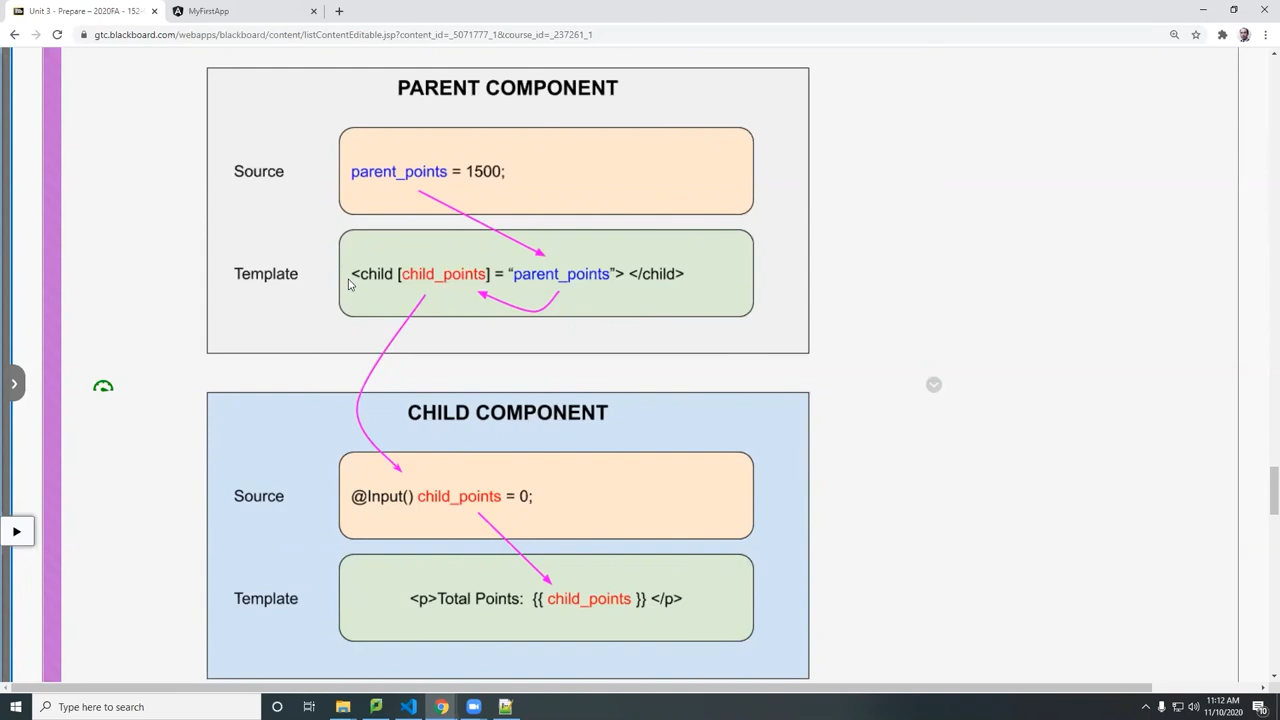 Unit 3 - Prepare – 2020FA - 152-
MyFirstApp
gtc.blackboard.com/webapps/blackboard/content/listContentEditable.jsp?content_id=_5071777_1&course_id=_237261_1
PARENT COMPONENT
Source
parent_points = 1500;
Template
<child [child_points] = “parent_points”> </child>
CHILD COMPONENT
Source
@Input() child_points = 0;
Template
<p>Total Points: {{ child_points }} </p>
Type here to search
11:12 AM
11/10/2020